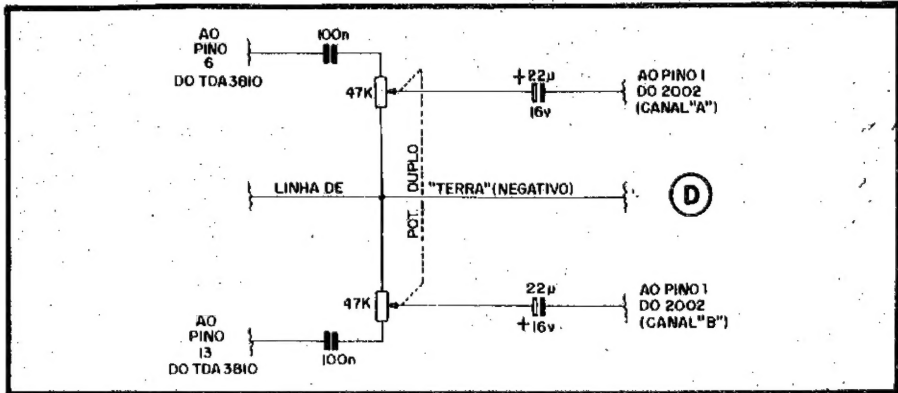 AO
PINO
6
DO TDA3810
100n
47K
+22µ
16v
AO PINO 1
DO 2002
(CANAL "A")
LINHA DE "TERRA" (NEGATIVO)
POT. DUPLO
D
47K
22µ
+16v
AO PINO 1
DO 2002
(CANAL "B")
AO
PINO
13
DO TDA3810
100n